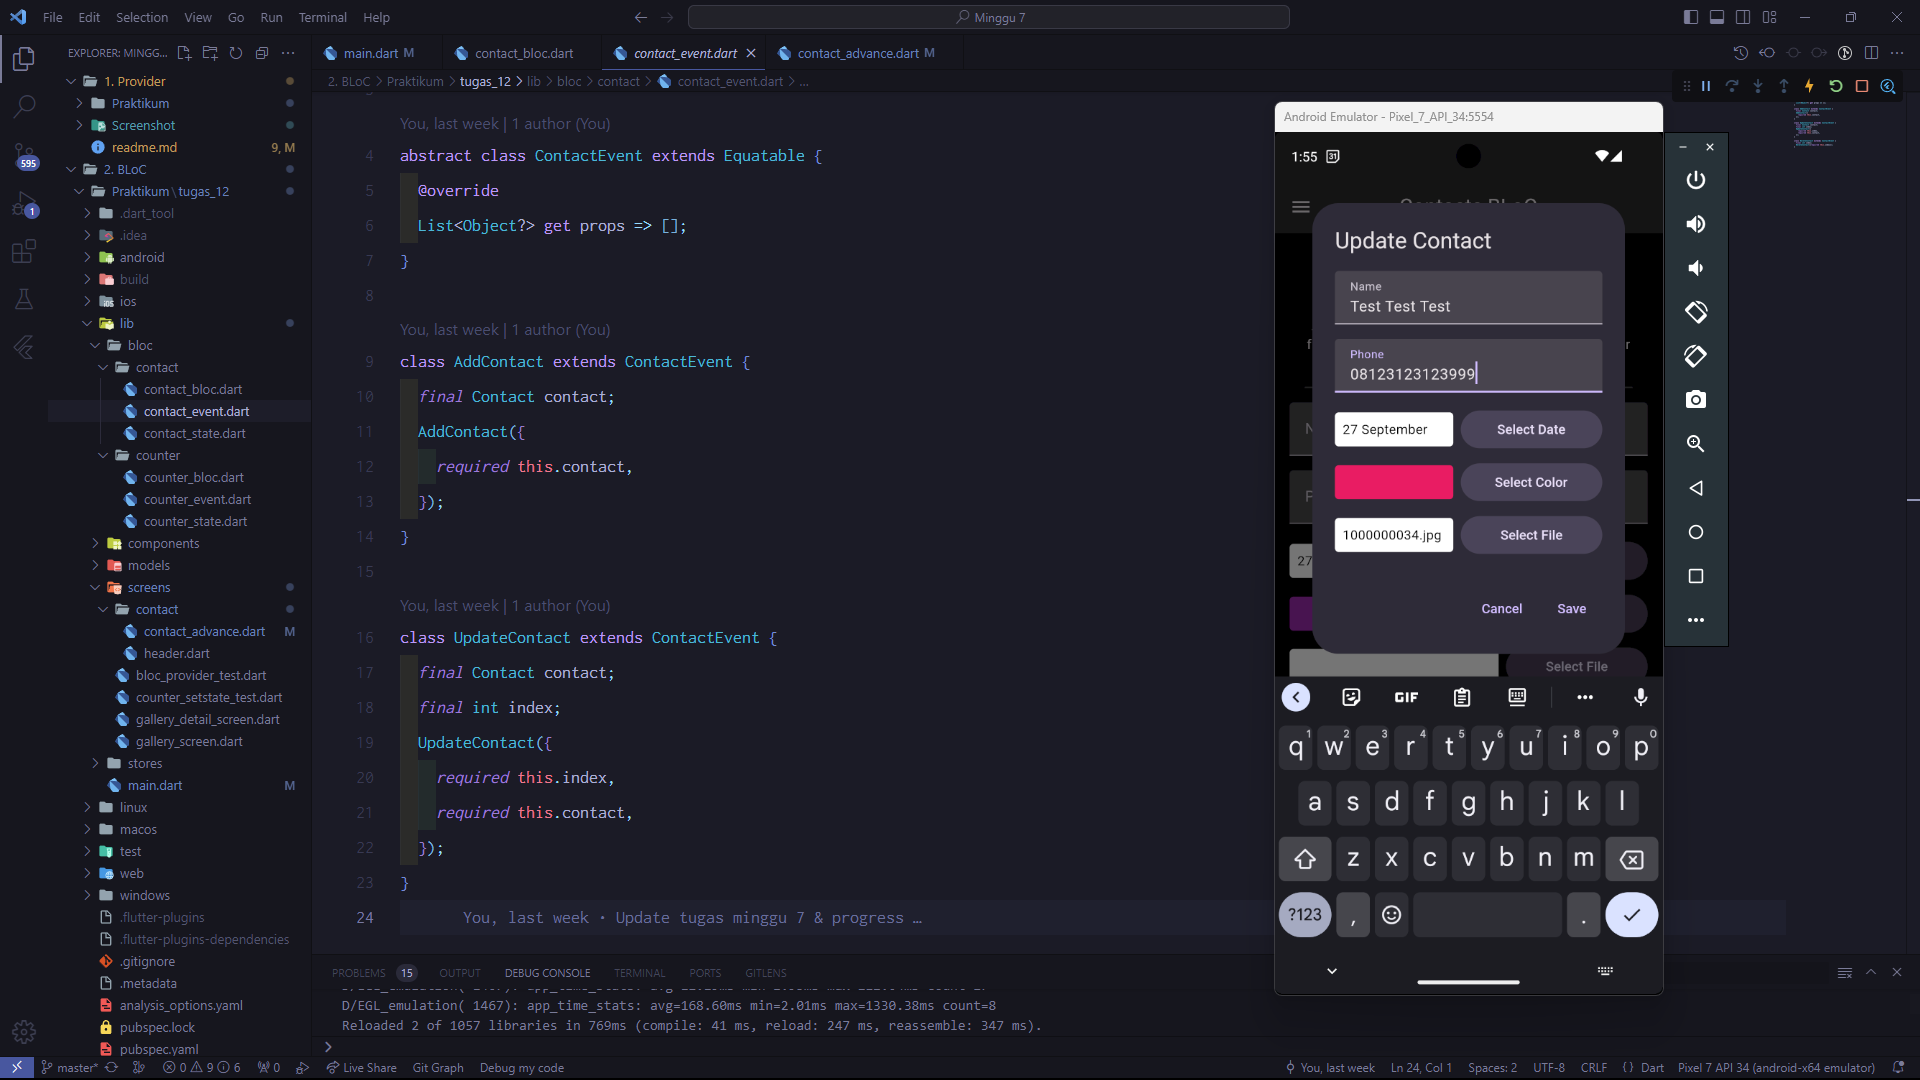 File Edit Selection View Go Run Terminal Help
Minggu 7
EXPLORER: MINGG...
1. Provider
Praktikum
Screenshot
readme.md 9, M
2. BLoC
Praktikum\tugas_12
.dart_tool
.idea
android
build
ios
lib
bloc
contact
contact_bloc.dart
contact_event.dart
contact_state.dart
counter
counter_bloc.dart
counter_event.dart
counter_state.dart
components
models
screens
contact
contact_advance.dart M
header.dart
bloc_provider_test.dart
counter_setstate_test.dart
gallery_detail_screen.dart
gallery_screen.dart
stores
main.dart M
linux
macos
test
web
windows
.flutter-plugins
.flutter-plugins-dependencies
.gitignore
.metadata
analysis_options.yaml
pubspec.lock
pubspec.yaml
595
1
main.dart M contact_bloc.dart contact_event.dart contact_advance.dart M
2. BLoC > Praktikum > tugas_12 > lib > bloc > contact > contact_event.dart > ...
You, last week | 1 author (You)
4 abstract class ContactEvent extends Equatable {
5 @override
6 List<Object?> get props => [];
7 }
8
You, last week | 1 author (You)
9 class AddContact extends ContactEvent {
10 final Contact contact;
11 AddContact({
12 required this.contact,
13 });
14 }
15
You, last week | 1 author (You)
16 class UpdateContact extends ContactEvent {
17 final Contact contact;
18 final int index;
19 UpdateContact({
20 required this.index,
21 required this.contact,
22 });
23 }
24 You, last week • Update tugas minggu 7 & progress …
PROBLEMS 15 OUTPUT DEBUG CONSOLE TERMINAL PORTS GITLENS
D/EGL_emulation( 1467): app_time_stats: avg=168.60ms min=2.01ms max=1330.38ms count=8
Reloaded 2 of 1057 libraries in 769ms (compile: 41 ms, reload: 247 ms, reassemble: 347 ms).
Android Emulator - Pixel_7_API_34:5554
1:55 31
Contacts BLoC
Update Contact
Name
Test Test Test
Phone
08123123123999
27 September Select Date
Select Color
1000000034.jpg Select File
27
Cancel Save
Select File
GIF
q1 w2 e3 r4 t5 y6 u7 i8 o9 p0
a s d f g h j k l
z x c v b n m
?123 , .
master* 0 9 6 0 Live Share Git Graph Debug my code
You, last week Ln 24, Col 1 Spaces: 2 UTF-8 CRLF {} Dart Pixel 7 API 34 (android-x64 emulator)